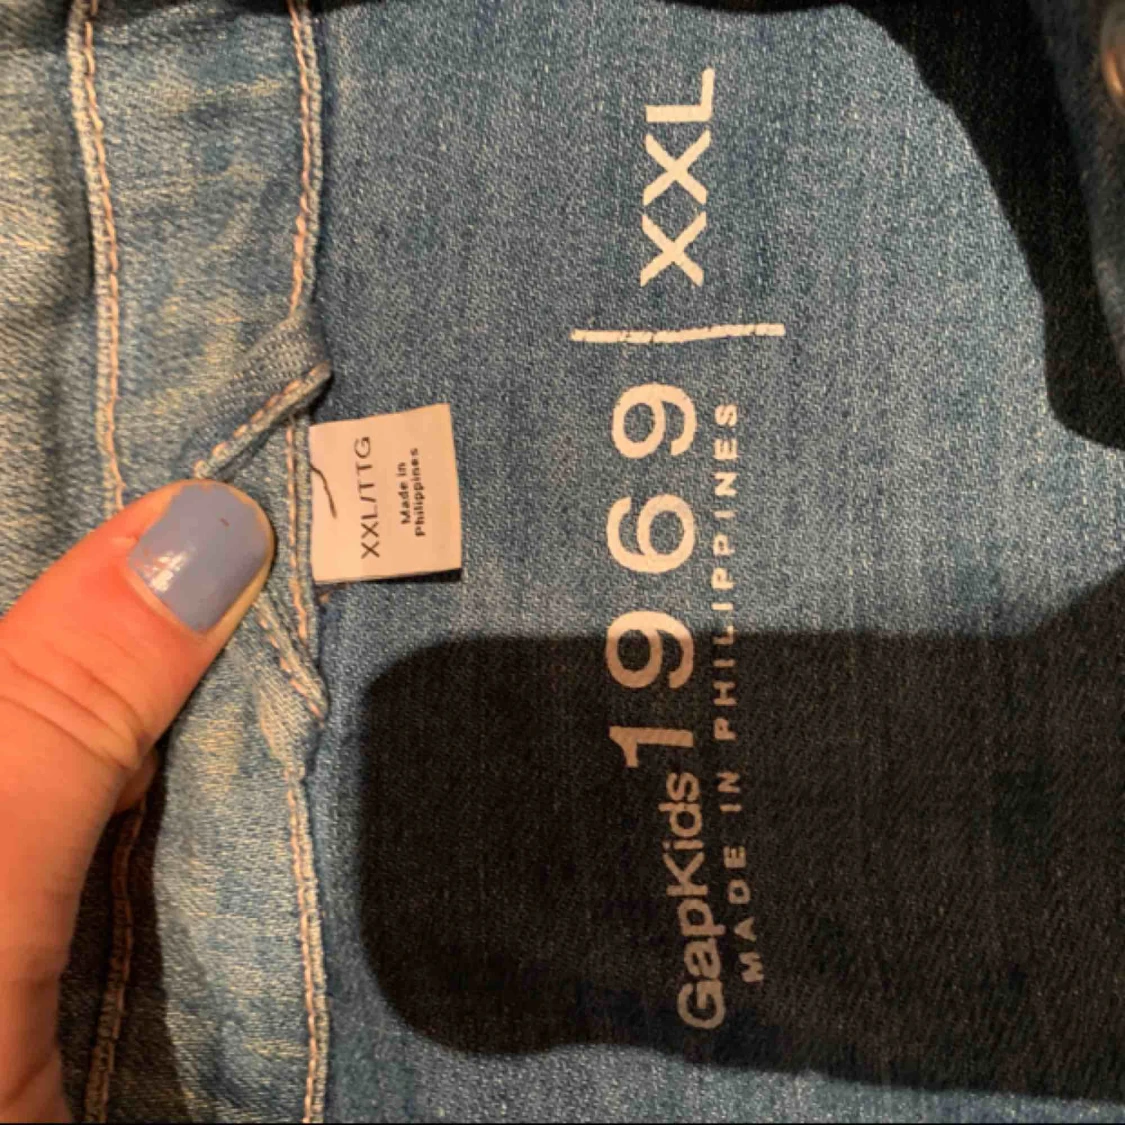 GapKids 1969 | XXL
MADE IN PHILIPPINES
XXL/TTG
Made in
Philippines